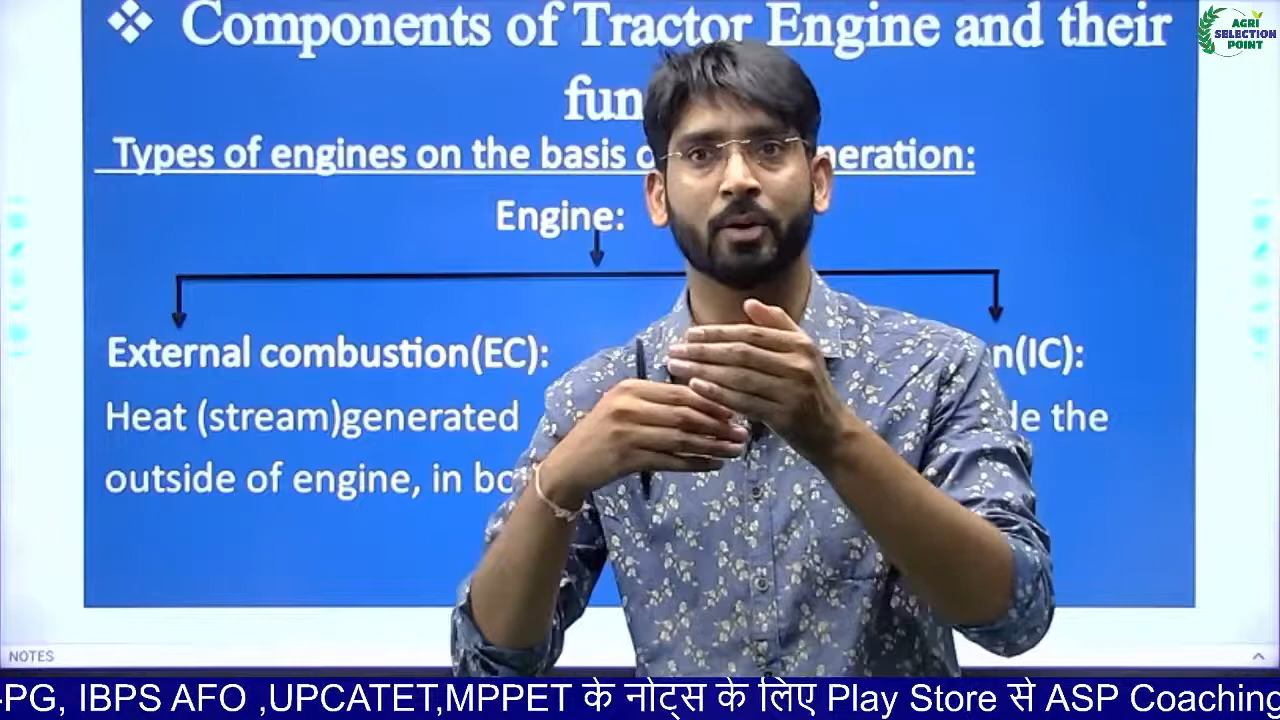 ❖ Components of Tractor Engine and their
fun
Types of engines on the basis neration:
Engine:
External combustion(EC): n(IC):
Heat (stream)generated de the
outside of engine, in bo
AGRI
SELECTION
POINT
NOTES
-PG, IBPS AFO ,UPCATET,MPPET के नोट्स के लिए Play Store से ASP Coaching